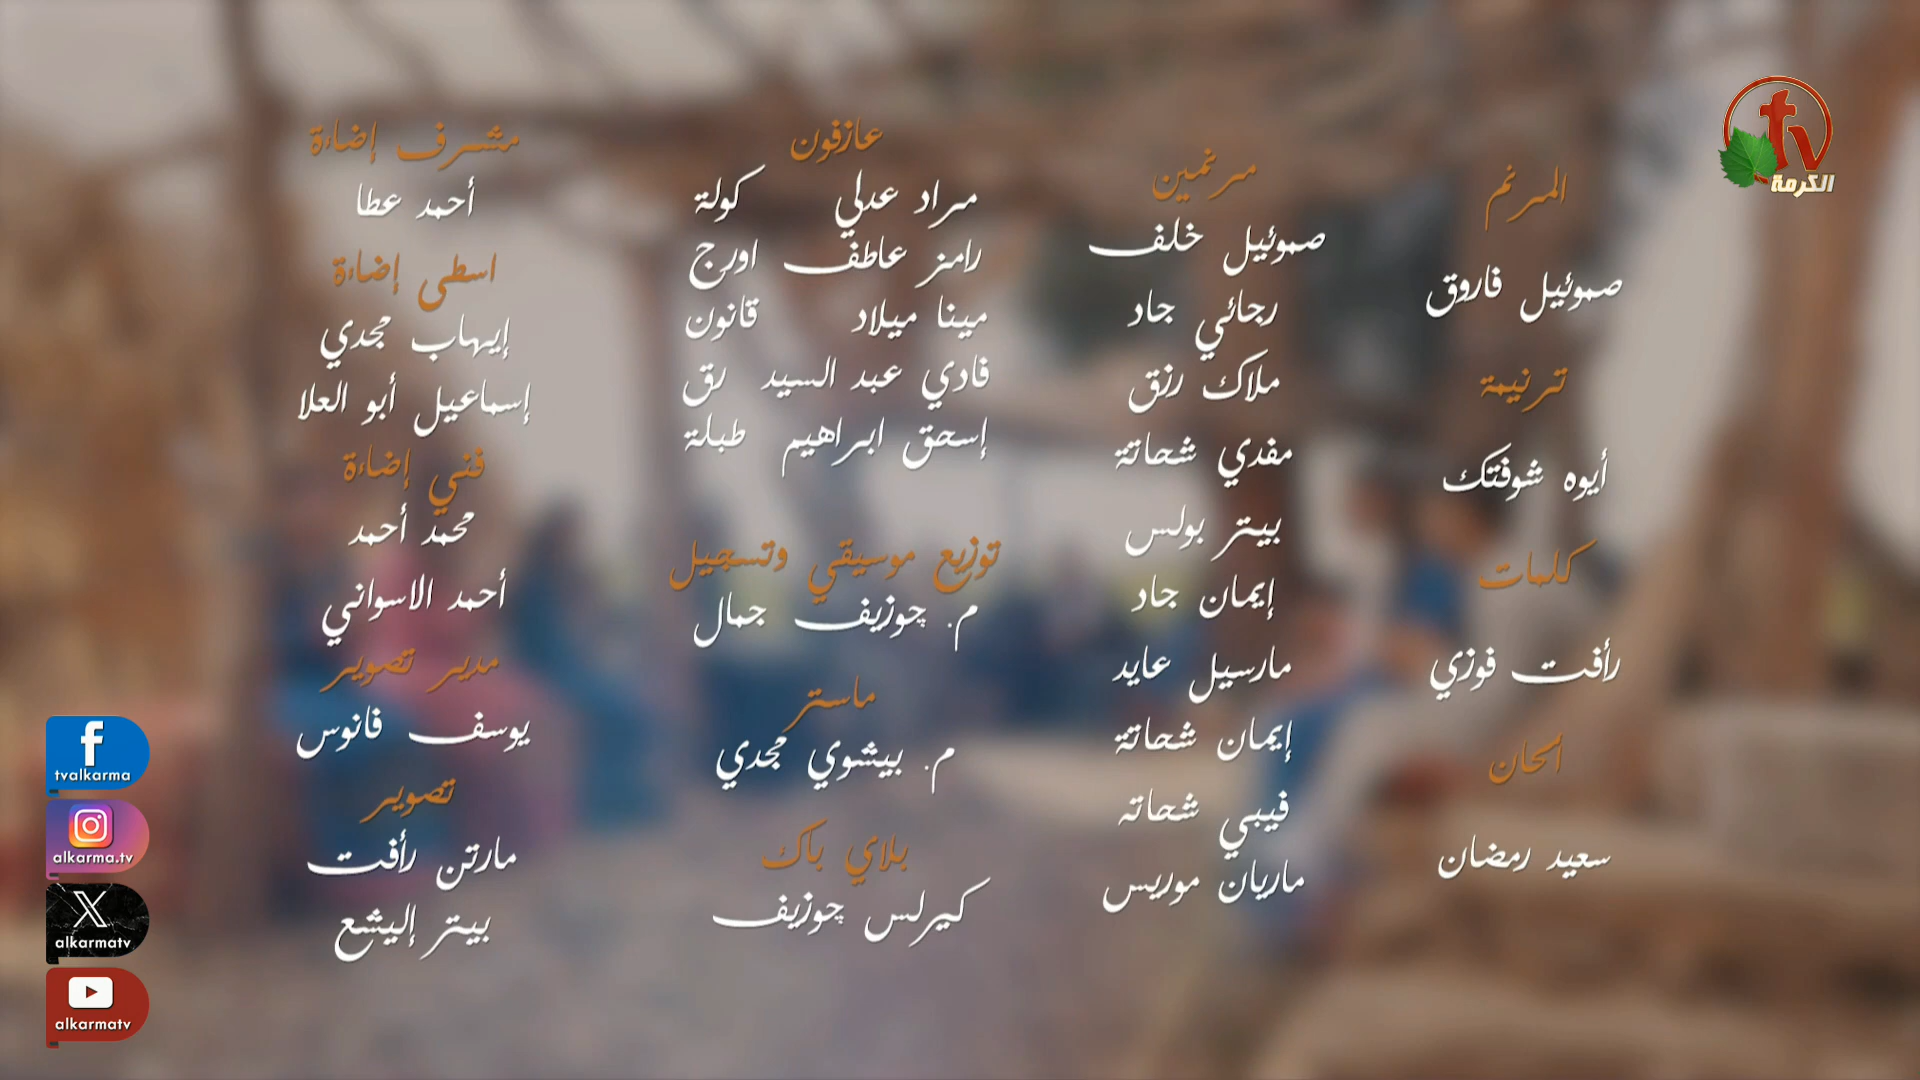 المرنم
صموئيل فاروق
ترنيمة
أيوه شوفتك
كلمات
رأفت فوزي
ألحان
سعيد رمضان
مرنمين
صموئيل خلف
رجائي جاد
ملاك رزق
مفدي شحاتة
بيتر بولس
إيمان جاد
مارسيل عايد
إيمان شحاتة
فيبي شحاته
ماريان موريس
عازفون
مراد عدلي كولة
رامز عاطف اورج
مينا ميلاد قانون
فادي عبد السيد رق
إسحق ابراهيم طبلة
توزيع موسيقي وتسجيل
م. چوزيف جمال
ماستر
م. بيشوي مجدي
بلاي باك
كيرلس چوزيف
مشرف إضاءة
أحمد عطا
اسطى إضاءة
إيهاب مجدي
إسماعيل أبو العلا
فني إضاءة
محمد أحمد
أحمد الاسواني
مدير تصوير
يوسف فانوس
تصوير
مارتن رأفت
بيتر إليشع
tv
الكرمة
tvalkarma
alkarma.tv
alkarmatv
alkarmatv